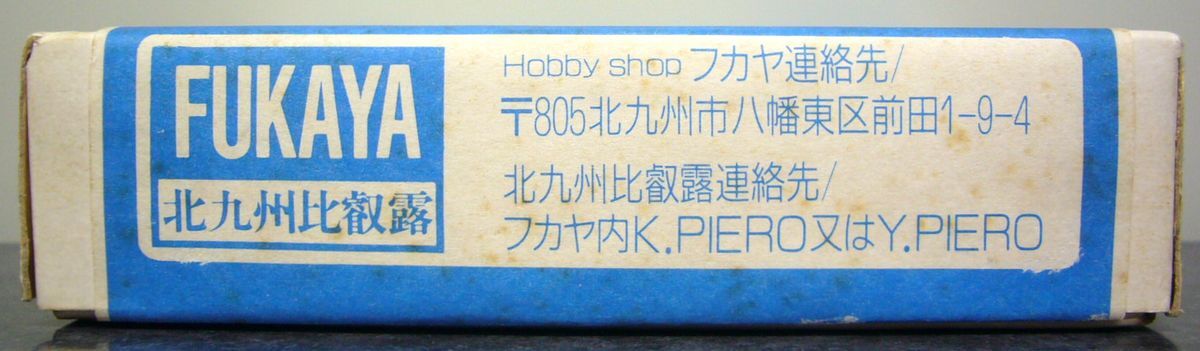 FUKAYA
北九州比叡露
Hobby shop フカヤ連絡先/
〒805北九州市八幡東区前田1-9-4
北九州比叡露連絡先/
フカヤ内K.PIERO又はY.PIERO